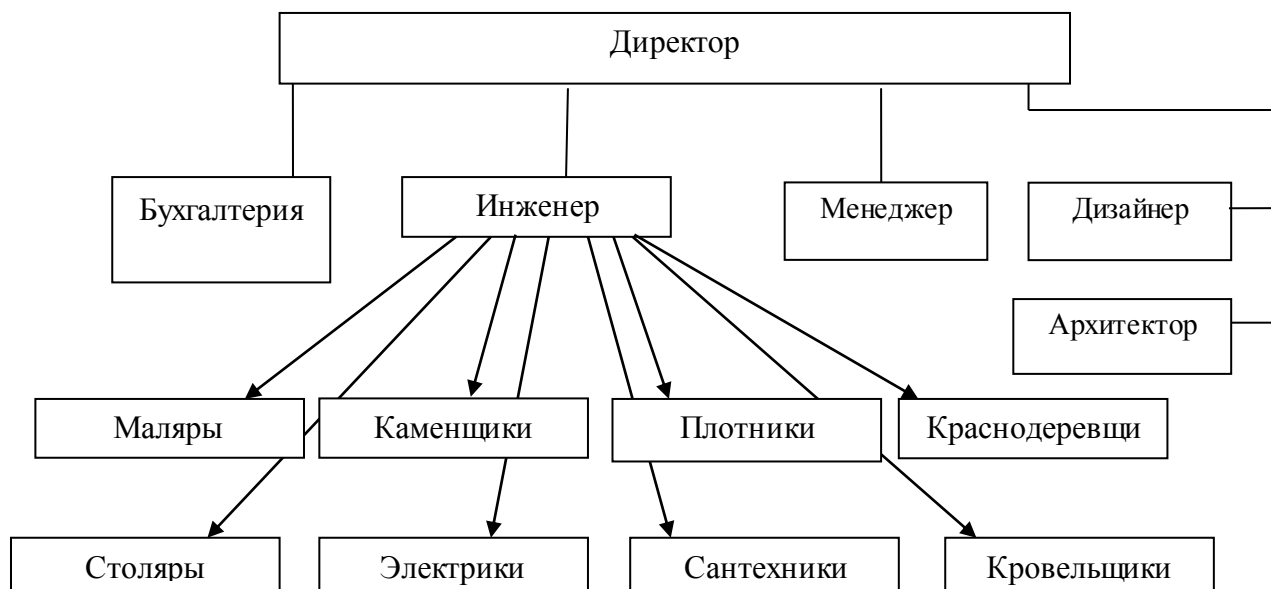 Директор
Бухгалтерия
Инженер
Менеджер
Дизайнер
Архитектор
Маляры
Каменщики
Плотники
Краснодеревщи
Столяры
Электрики
Сантехники
Кровельщики